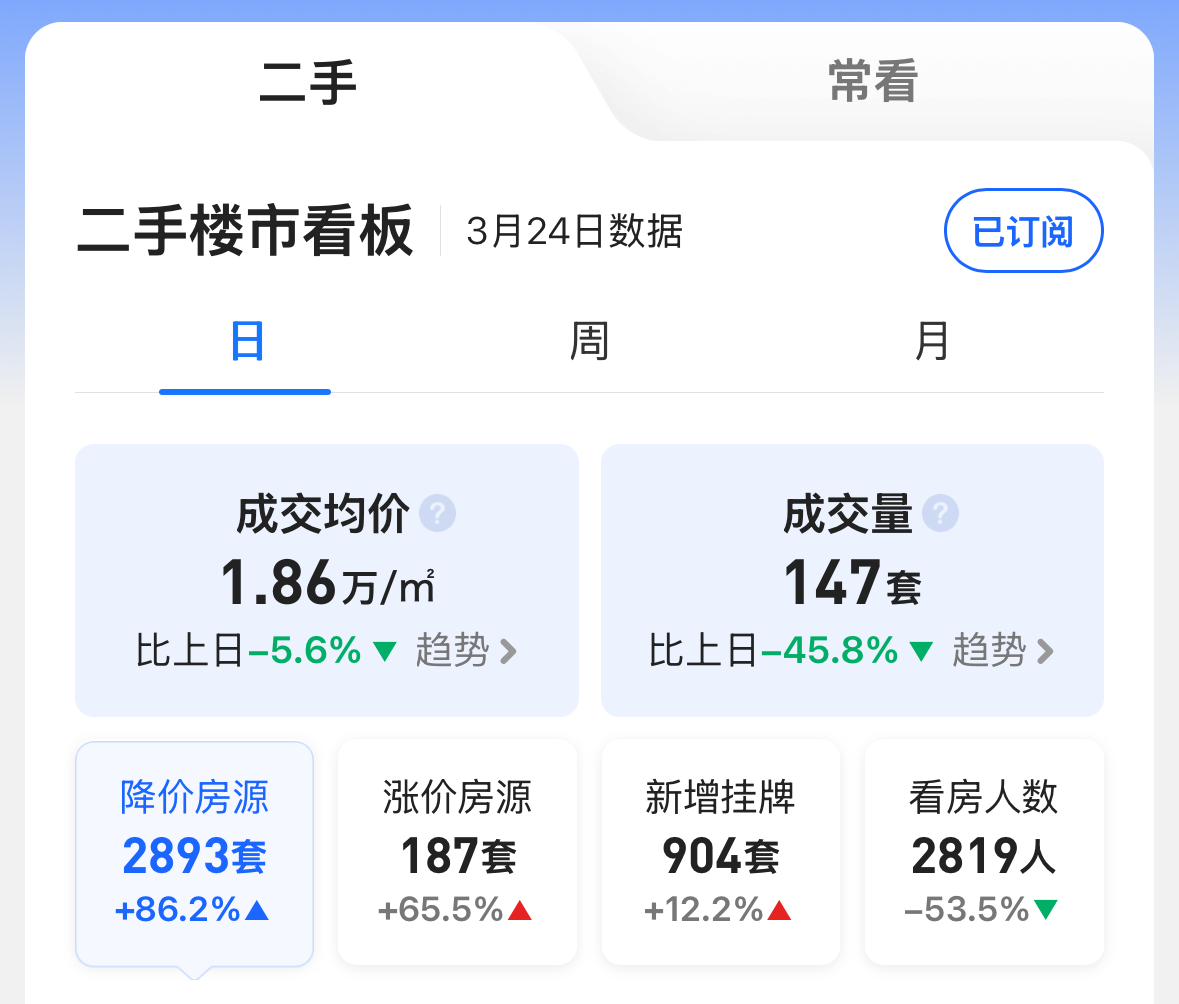 二手
常看
二手楼市看板
3月24日数据
已订阅
日
周
月
成交均价 ?
1.86万/㎡
比上日-5.6%▼ 趋势 >
成交量 ?
147套
比上日-45.8%▼ 趋势 >
降价房源
2893套
+86.2%▲
涨价房源
187套
+65.5%▲
新增挂牌
904套
+12.2%▲
看房人数
2819人
-53.5%▼